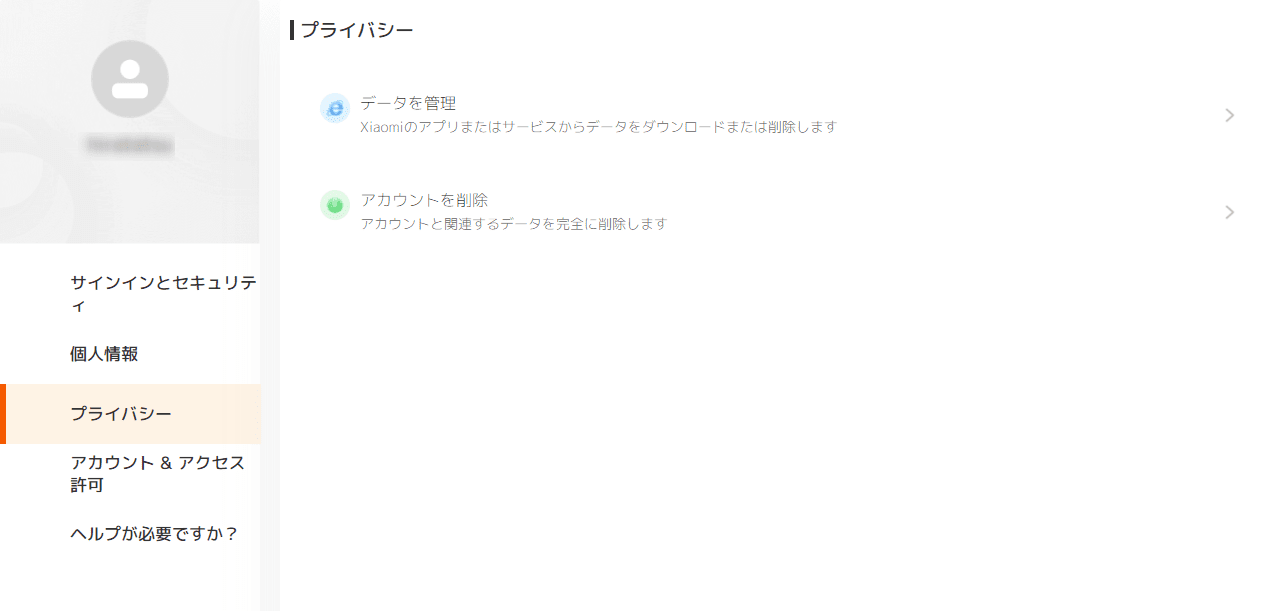 サインインとセキュリテ
ィ
個人情報
プライバシー
アカウント & アクセス
許可
ヘルプが必要ですか？
プライバシー
データを管理
Xiaomiのアプリまたはサービスからデータをダウンロードまたは削除します
アカウントを削除
アカウントと関連するデータを完全に削除します